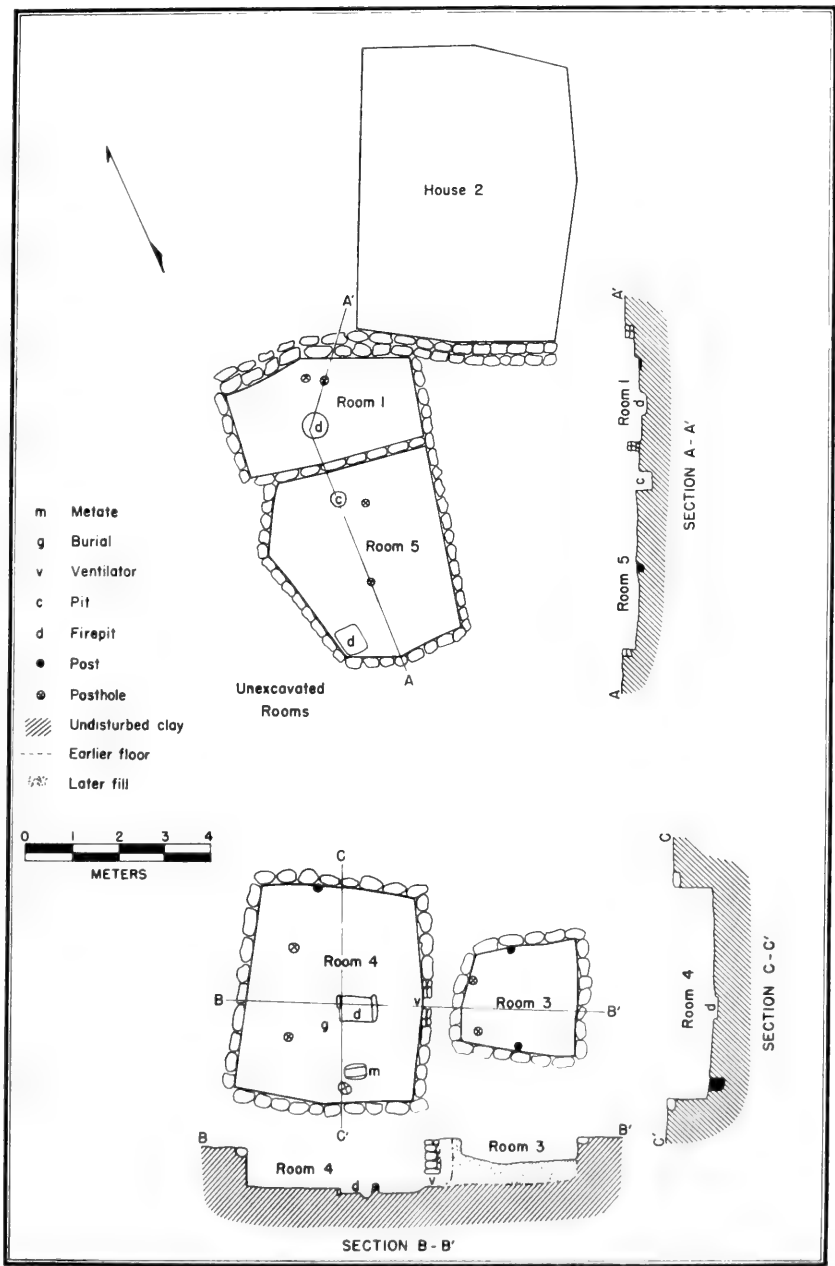 House 2
A'
Room 1
d
c
Room 5
d
A
Unexcavated
Rooms
A'
Room 1
d
c
Room 5
A
SECTION A-A'
m Metate
g Burial
v Ventilator
c Pit
d Firepit
Post
Posthole
Undisturbed clay
Earlier floor
Later fill
0 1 2 3 4
METERS
C
Room 4
B
d
v
g
m
C'
Room 3
B'
C
Room 4
d
C'
SECTION C-C'
B
Room 4
d
v
Room 3
B'
SECTION B-B'